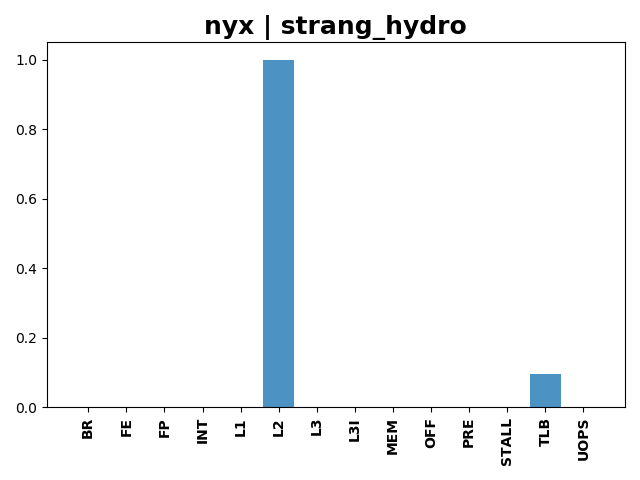 nyx | strang_hydro
1.0
0.8
0.6
0.4
0.2
0.0
BR
FE
FP
INT
L1
L2
L3
L3I
MEM
OFF
PRE
STALL
TLB
UOPS